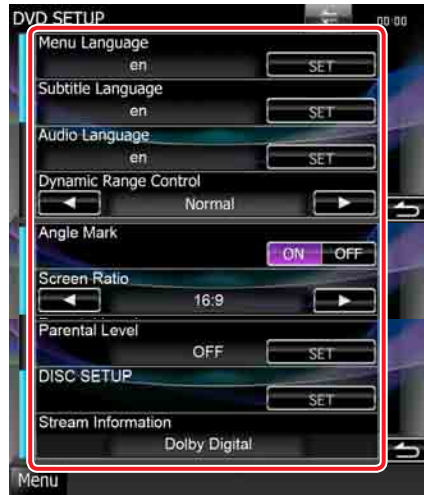 DVD SETUP
00:00
Menu Language
en SET
Subtitle Language
en SET
Audio Language
en SET
Dynamic Range Control
Normal
Angle Mark
ON OFF
Screen Ratio
16:9
Parental Level
OFF SET
DISC SETUP
SET
Stream Information
Dolby Digital
Menu